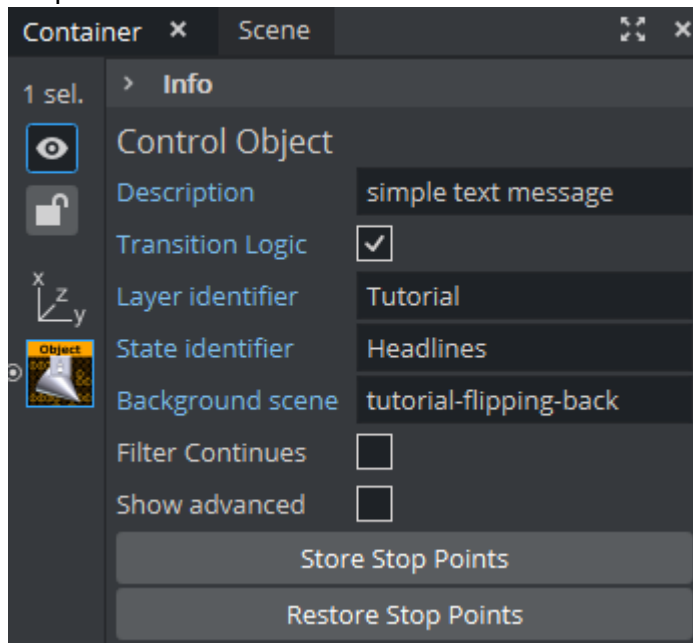 Container × Scene ×
1 sel.
> Info
Control Object
Description simple text message
Transition Logic ✓
Layer identifier Tutorial
State identifier Headlines
Background scene tutorial-flipping-back
Filter Continues
Show advanced
Store Stop Points
Restore Stop Points
x
z
y
Object